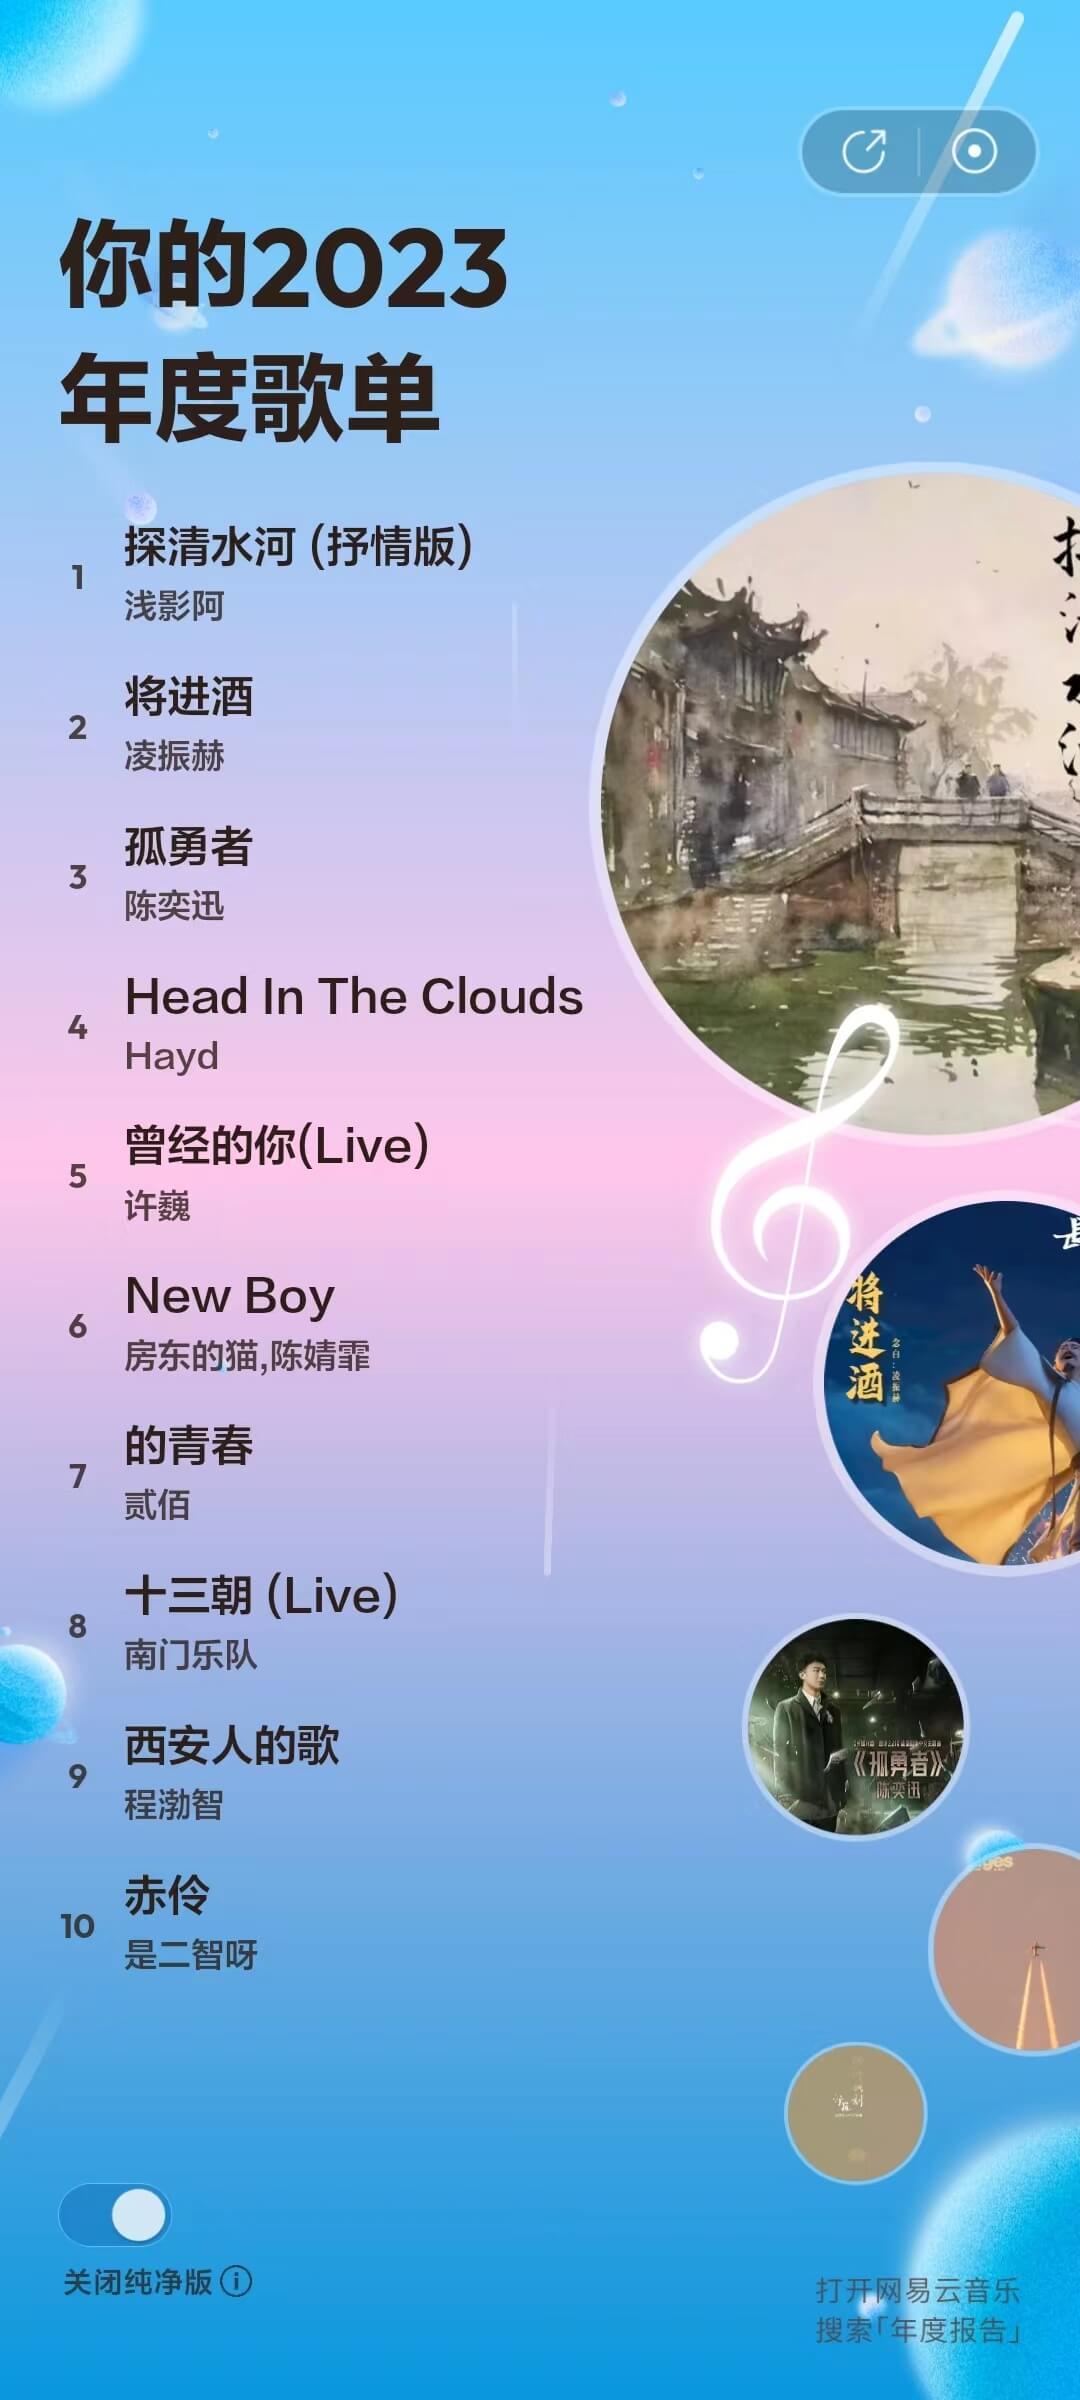 你的2023
年度歌单
1
探清水河 (抒情版)
浅影阿
2
将进酒
凌振赫
3
孤勇者
陈奕迅
4
Head In The Clouds
Hayd
5
曾经的你(Live)
许巍
6
New Boy
房东的猫,陈婧霏
7
的青春
贰佰
8
十三朝 (Live)
南门乐队
9
西安人的歌
程渤智
10
赤伶
是二智呀
将进酒
念白:凌振赫
《孤勇者》
陈奕迅
关闭纯净版
打开网易云音乐
搜索「年度报告」